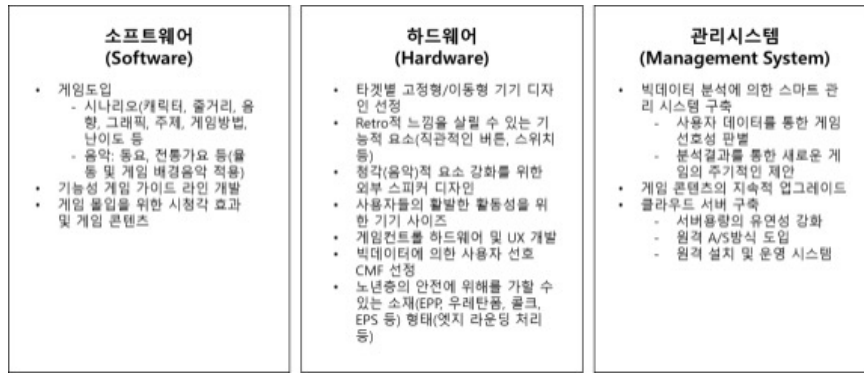 소프트웨어
(Software)
• 게임도입
- 시나리오(캐릭터, 줄거리, 음
향, 그래픽, 주제, 게임방법,
난이도 등
- 음악: 동요, 전통가요 등(율
동 및 게임 배경음악 적용)
• 기능성 게임 가이드 라인 개발
• 게임 몰입을 위한 시청각 효과
및 게임 콘텐츠
하드웨어
(Hardware)
• 타겟별 고정형/이동형 기기 디자
인 선정
• Retro적 느낌을 살릴 수 있는 기
능적 요소(직관적인 버튼, 스위치
등)
• 청각(음악)적 요소 강화를 위한
외부 스피커 디자인
• 사용자들의 활발한 활동성을 위
한 기기 사이즈
• 게임컨트롤 하드웨어 및 UX 개발
• 빅데이터에 의한 사용자 선호
CMF 선정
• 노년층의 안전에 위해를 가할 수
있는 소재(EPP, 우레탄폼, 콜크,
EPS 등) 형태(엣지 라운딩 처리
등)
관리시스템
(Management System)
• 빅데이터 분석에 의한 스마트 관
리 시스템 구축
- 사용자 데이터를 통한 게임
선호성 판별
- 분석결과를 통한 새로운 게
임의 주기적인 제안
• 게임 콘텐츠의 지속적 업그레이드
• 클라우드 서버 구축
- 서버용량의 유연성 강화
- 원격 A/S방식 도입
- 원격 설치 및 운영 시스템